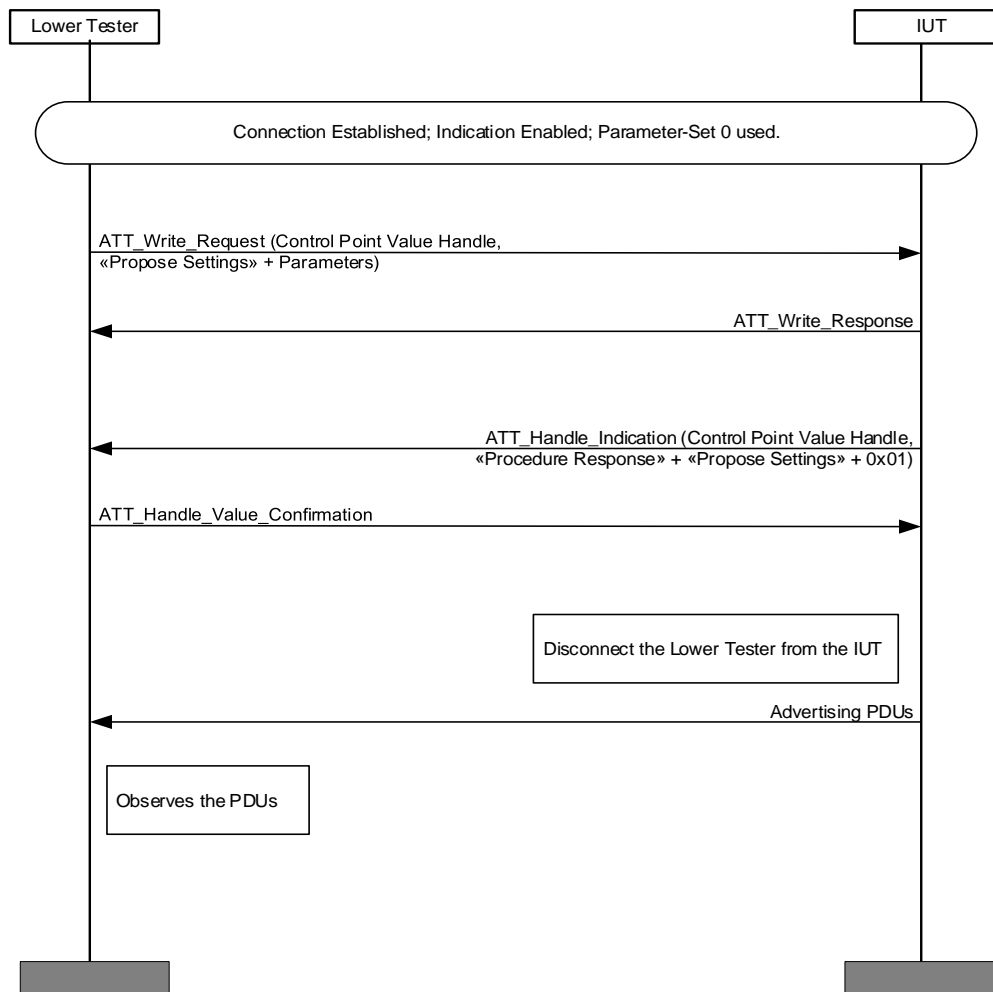 Lower Tester
IUT
Connection Established; Indication Enabled; Parameter-Set 0 used.
ATT_Write_Request (Control Point Value Handle,
«Propose Settings» + Parameters)
ATT_Write_Response
ATT_Handle_Indication (Control Point Value Handle,
«Procedure Response» + «Propose Settings» + 0x01)
ATT_Handle_Value_Confirmation
Disconnect the Lower Tester from the IUT
Advertising PDUs
Observes the PDUs